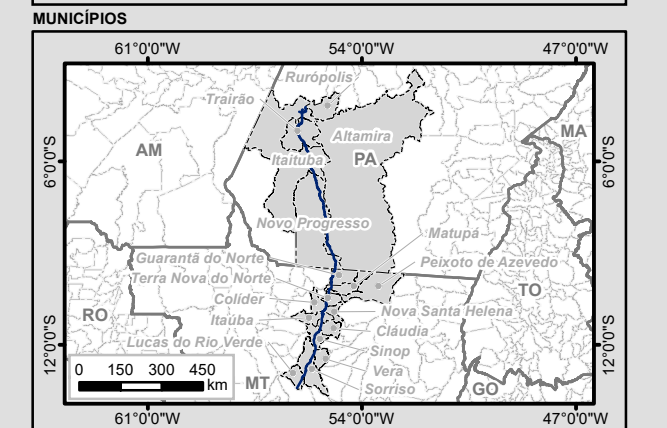 MUNICÍPIOS
61°0'0"W 54°0'0"W 47°0'0"W
Rurópolis
Trairão
Altamira
MA
AM
Itaituba
PA
6°0'0"S
6°0'0"S
Novo Progresso
Matupá
Guarantã do Norte
Peixoto de Azevedo
Terra Nova do Norte
TO
Colíder
Nova Santa Helena
RO
Itaúba
Cláudia
Lucas do Rio Verde
Sinop
12°0'0"S
12°0'0"S
Vera
0 150 300 450
km
MT
Sorriso
GO
61°0'0"W 54°0'0"W 47°0'0"W